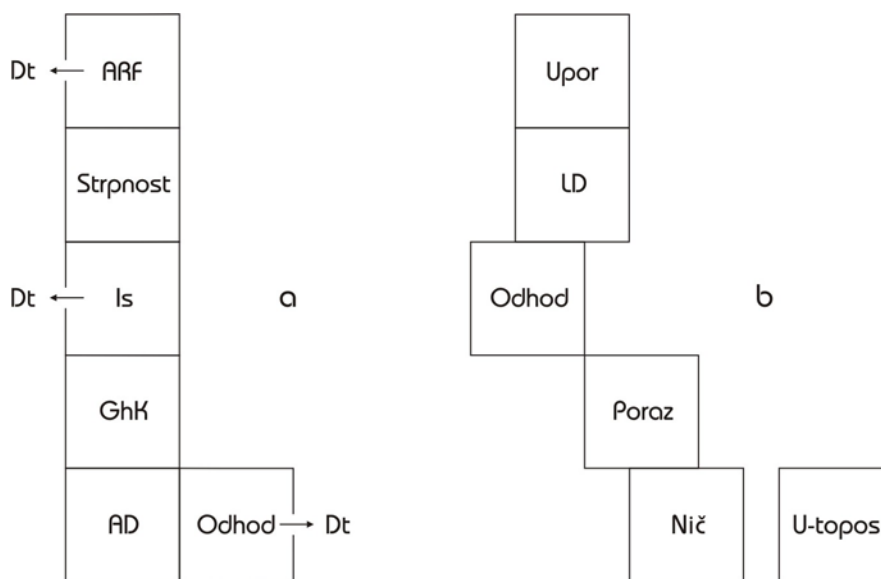 Dt
ARF
Strpnost
Dt
Is
a
GhK
AD
Odhod
Dt
Upor
LD
Odhod
b
Poraz
Nič
U-topos